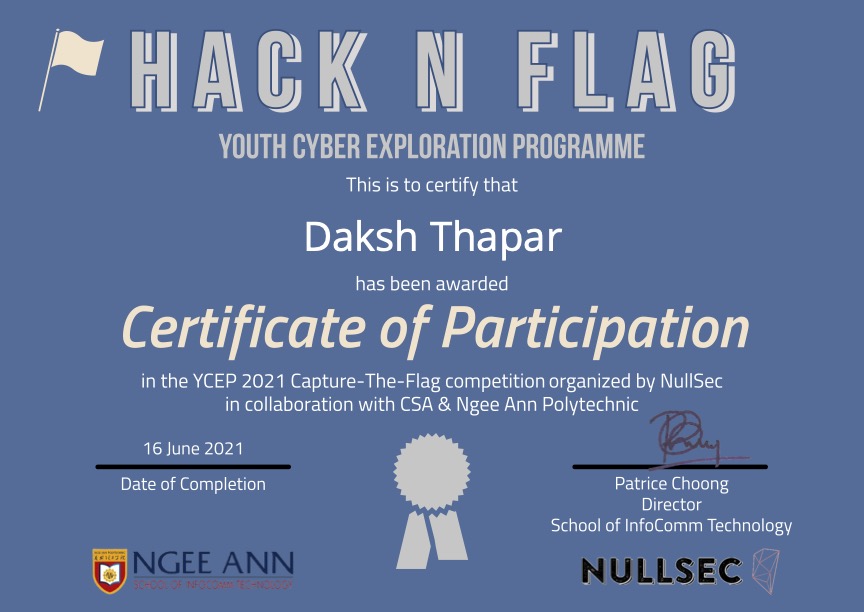 HACK N FLAG
YOUTH CYBER EXPLORATION PROGRAMME
This is to certify that
Daksh Thapar
has been awarded
Certificate of Participation
in the YCEP 2021 Capture-The-Flag competition organized by NullSec
in collaboration with CSA & Ngee Ann Polytechnic
16 June 2021
Date of Completion
Patrice Choong
Director
School of InfoComm Technology
NGEE ANN
SCHOOL OF INFOCOMM TECHNOLOGY
NULLSEC